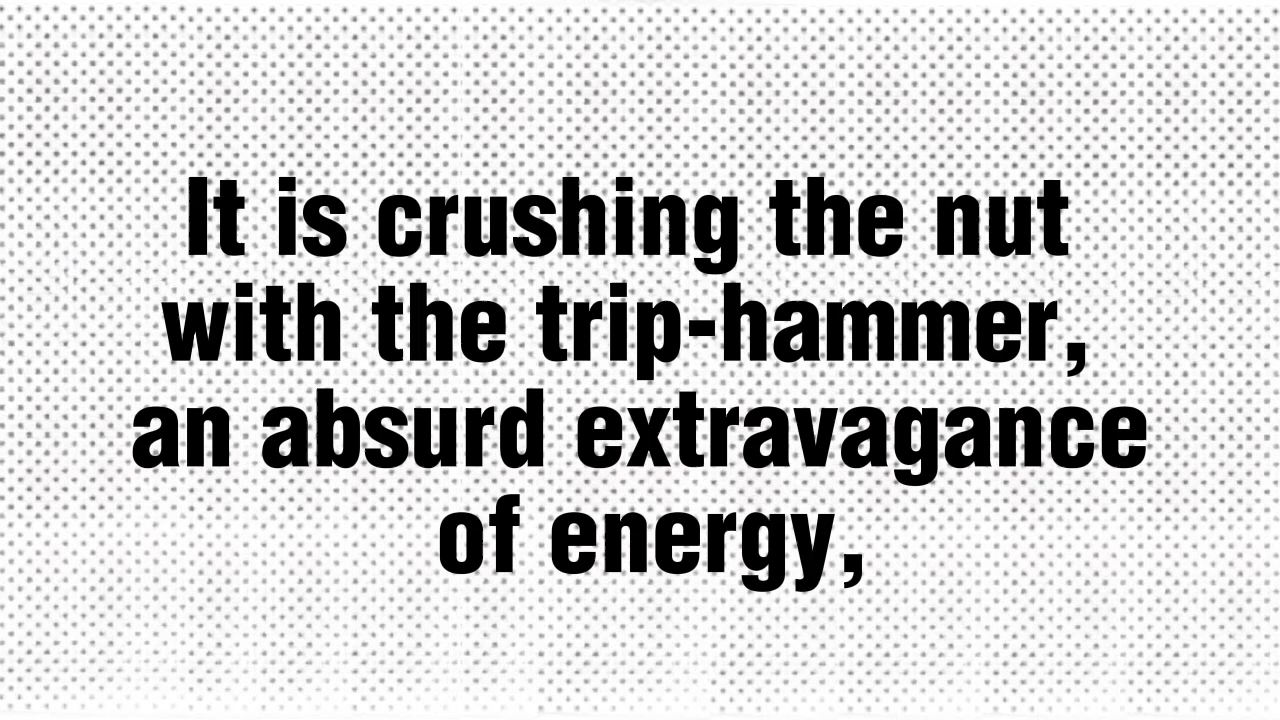 It is crushing the nut
with the trip-hammer,
an absurd extravagance
of energy,